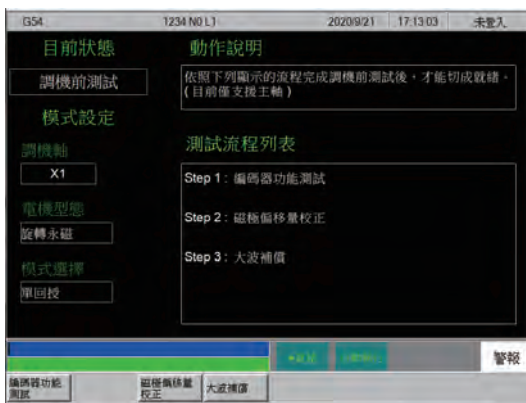 G54 1234 N0 L1 2020/9/21 17:13:03 未登入
目前狀態
調機前測試
模式設定
調機軸
X1
電機型態
旋轉永磁
模式選擇
單回授
動作說明
依照下列顯示的流程完成調機前測試後，才能切成就緒。
(目前僅支援主軸)
測試流程列表
Step 1：編碼器功能測試
Step 2：磁極偏移量校正
Step 3：大波補償
警報
編碼器功能
測試
磁極偏移量
校正
大波補償